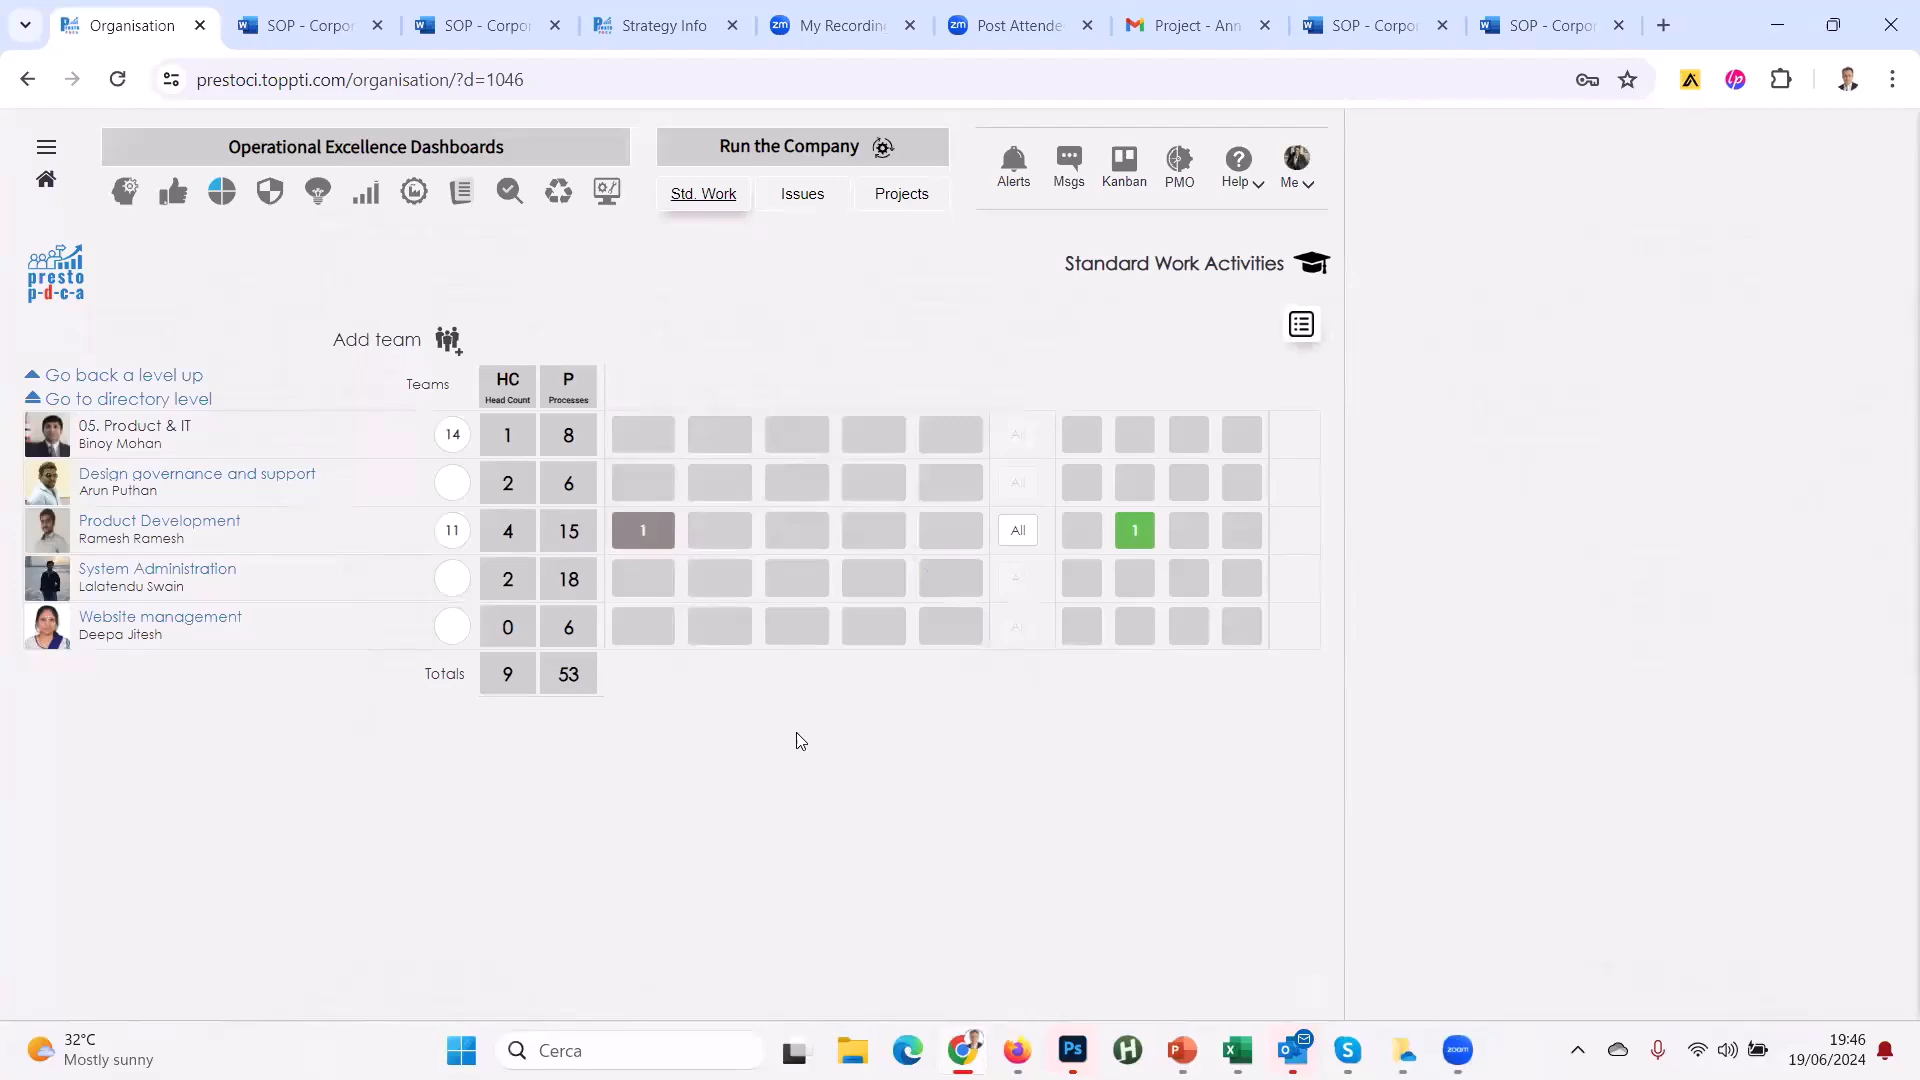 Organisation
SOP - Corpor
SOP - Corpor
Strategy Info
My Recordin
Post Attende
Project - Ann
SOP - Corpor
SOP - Corpor
prestoci.toppti.com/organisation/?d=1046
Operational Excellence Dashboards
Run the Company
Std. Work
Issues
Projects
Alerts
Msgs
Kanban
PMO
Help
Me
presto
p-d-c-a
Standard Work Activities
Add team
Go back a level up
Go to directory level
Teams
HC
Head Count
P
Processes
05. Product & IT
Binoy Mohan
14
1
8
All
Design governance and support
Arun Puthan
2
6
All
Product Development
Ramesh Ramesh
11
4
15
1
All
1
System Administration
Lalatendu Swain
2
18
Website management
Deepa Jitesh
0
6
Totals
9
53
32°C
Mostly sunny
Cerca
19:46
19/06/2024